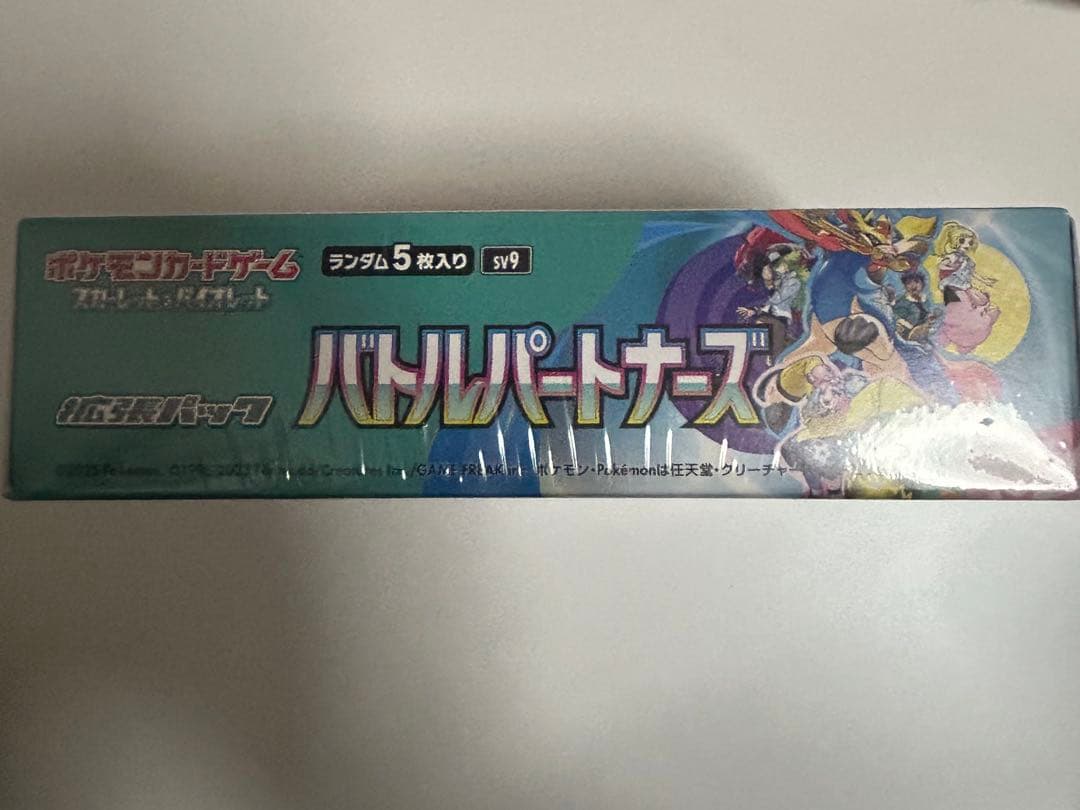 ポケモンカードゲーム
スカーレット&バイオレット
ランダム5枚入り sv9
バトルパートナーズ
拡張パック
/GAME FREAK inc. ポケモン・Pokémonは任天堂・クリーチャー